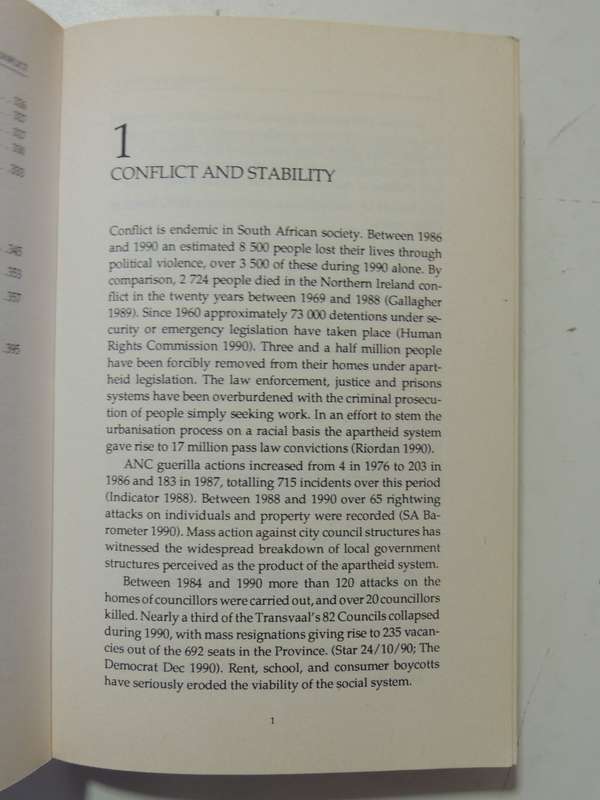 1
CONFLICT AND STABILITY
Conflict is endemic in South African society. Between 1986
and 1990 an estimated 8 500 people lost their lives through
political violence, over 3 500 of these during 1990 alone. By
comparison, 2 724 people died in the Northern Ireland con-
flict in the twenty years between 1969 and 1988 (Gallagher
1989). Since 1960 approximately 73 000 detentions under se-
curity or emergency legislation have taken place (Human
Rights Commission 1990). Three and a half million people
have been forcibly removed from their homes under apart-
heid legislation. The law enforcement, justice and prisons
systems have been overburdened with the criminal prosecu-
tion of people simply seeking work. In an effort to stem the
urbanisation process on a racial basis the apartheid system
gave rise to 17 million pass law convictions (Riordan 1990).
ANC guerilla actions increased from 4 in 1976 to 203 in
1986 and 183 in 1987, totalling 715 incidents over this period
(Indicator 1988). Between 1988 and 1990 over 65 rightwing
attacks on individuals and property were recorded (SA Ba-
rometer 1990). Mass action against city council structures has
witnessed the widespread breakdown of local government
structures perceived as the product of the apartheid system.
Between 1984 and 1990 more than 120 attacks on the
homes of councillors were carried out, and over 20 councillors
killed. Nearly a third of the Transvaal's 82 Councils collapsed
during 1990, with mass resignations giving rise to 235 vacan-
cies out of the 692 seats in the Province. (Star 24/10/90; The
Democrat Dec 1990). Rent, school, and consumer boycotts
have seriously eroded the viability of the social system.
1
.345
.353
.357
.395